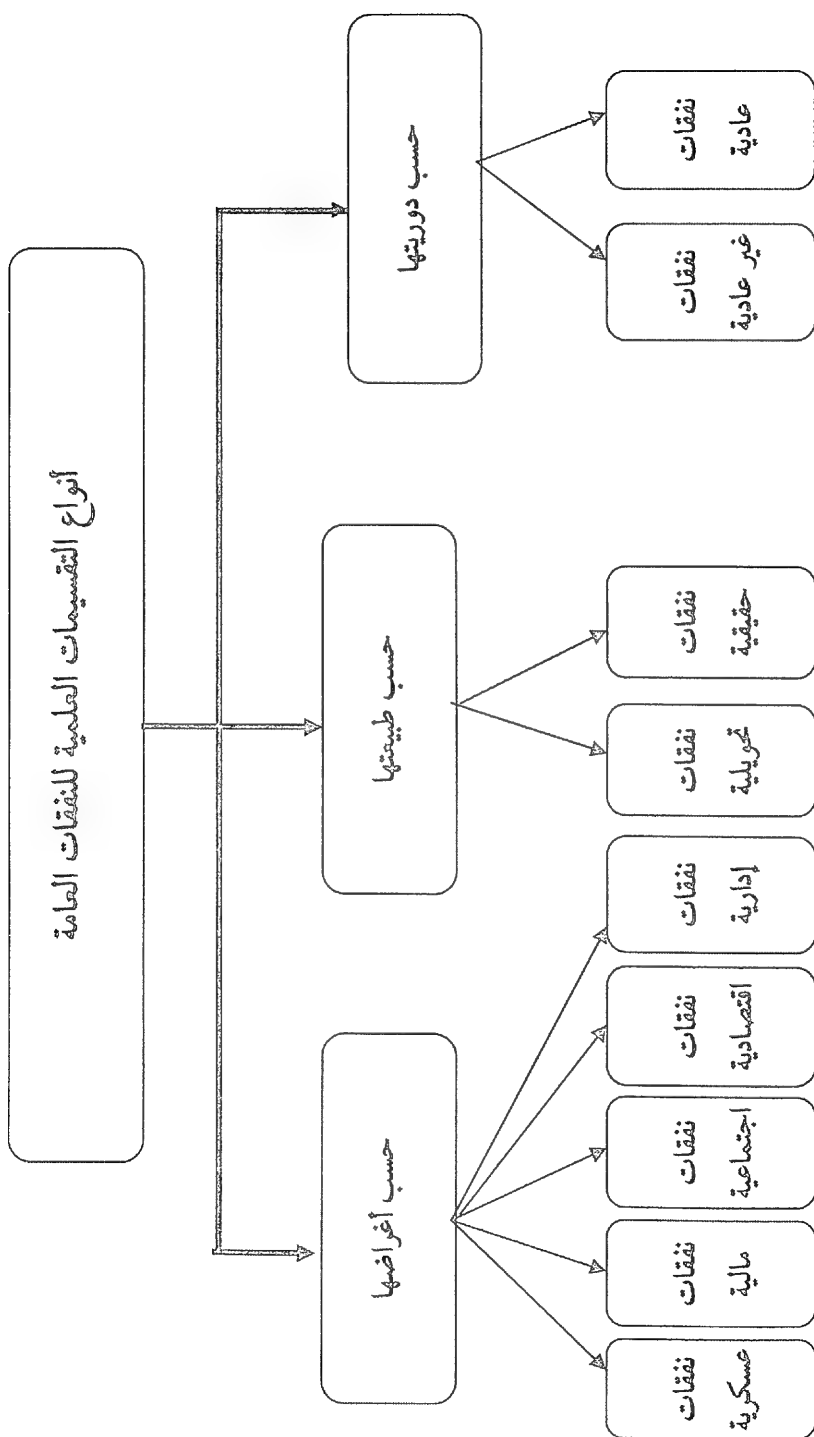 أنواع التقسيمات العلمية للنفقات العامة
حسب دوريتها
حسب طبيعتها
حسب أغراضها
نفقات
عادية
نفقات
غير عادية
نفقات
حقيقية
نفقات
تحويلية
نفقات
إدارية
نفقات
اقتصادية
نفقات
اجتماعية
نفقات
مالية
نفقات
عسكرية